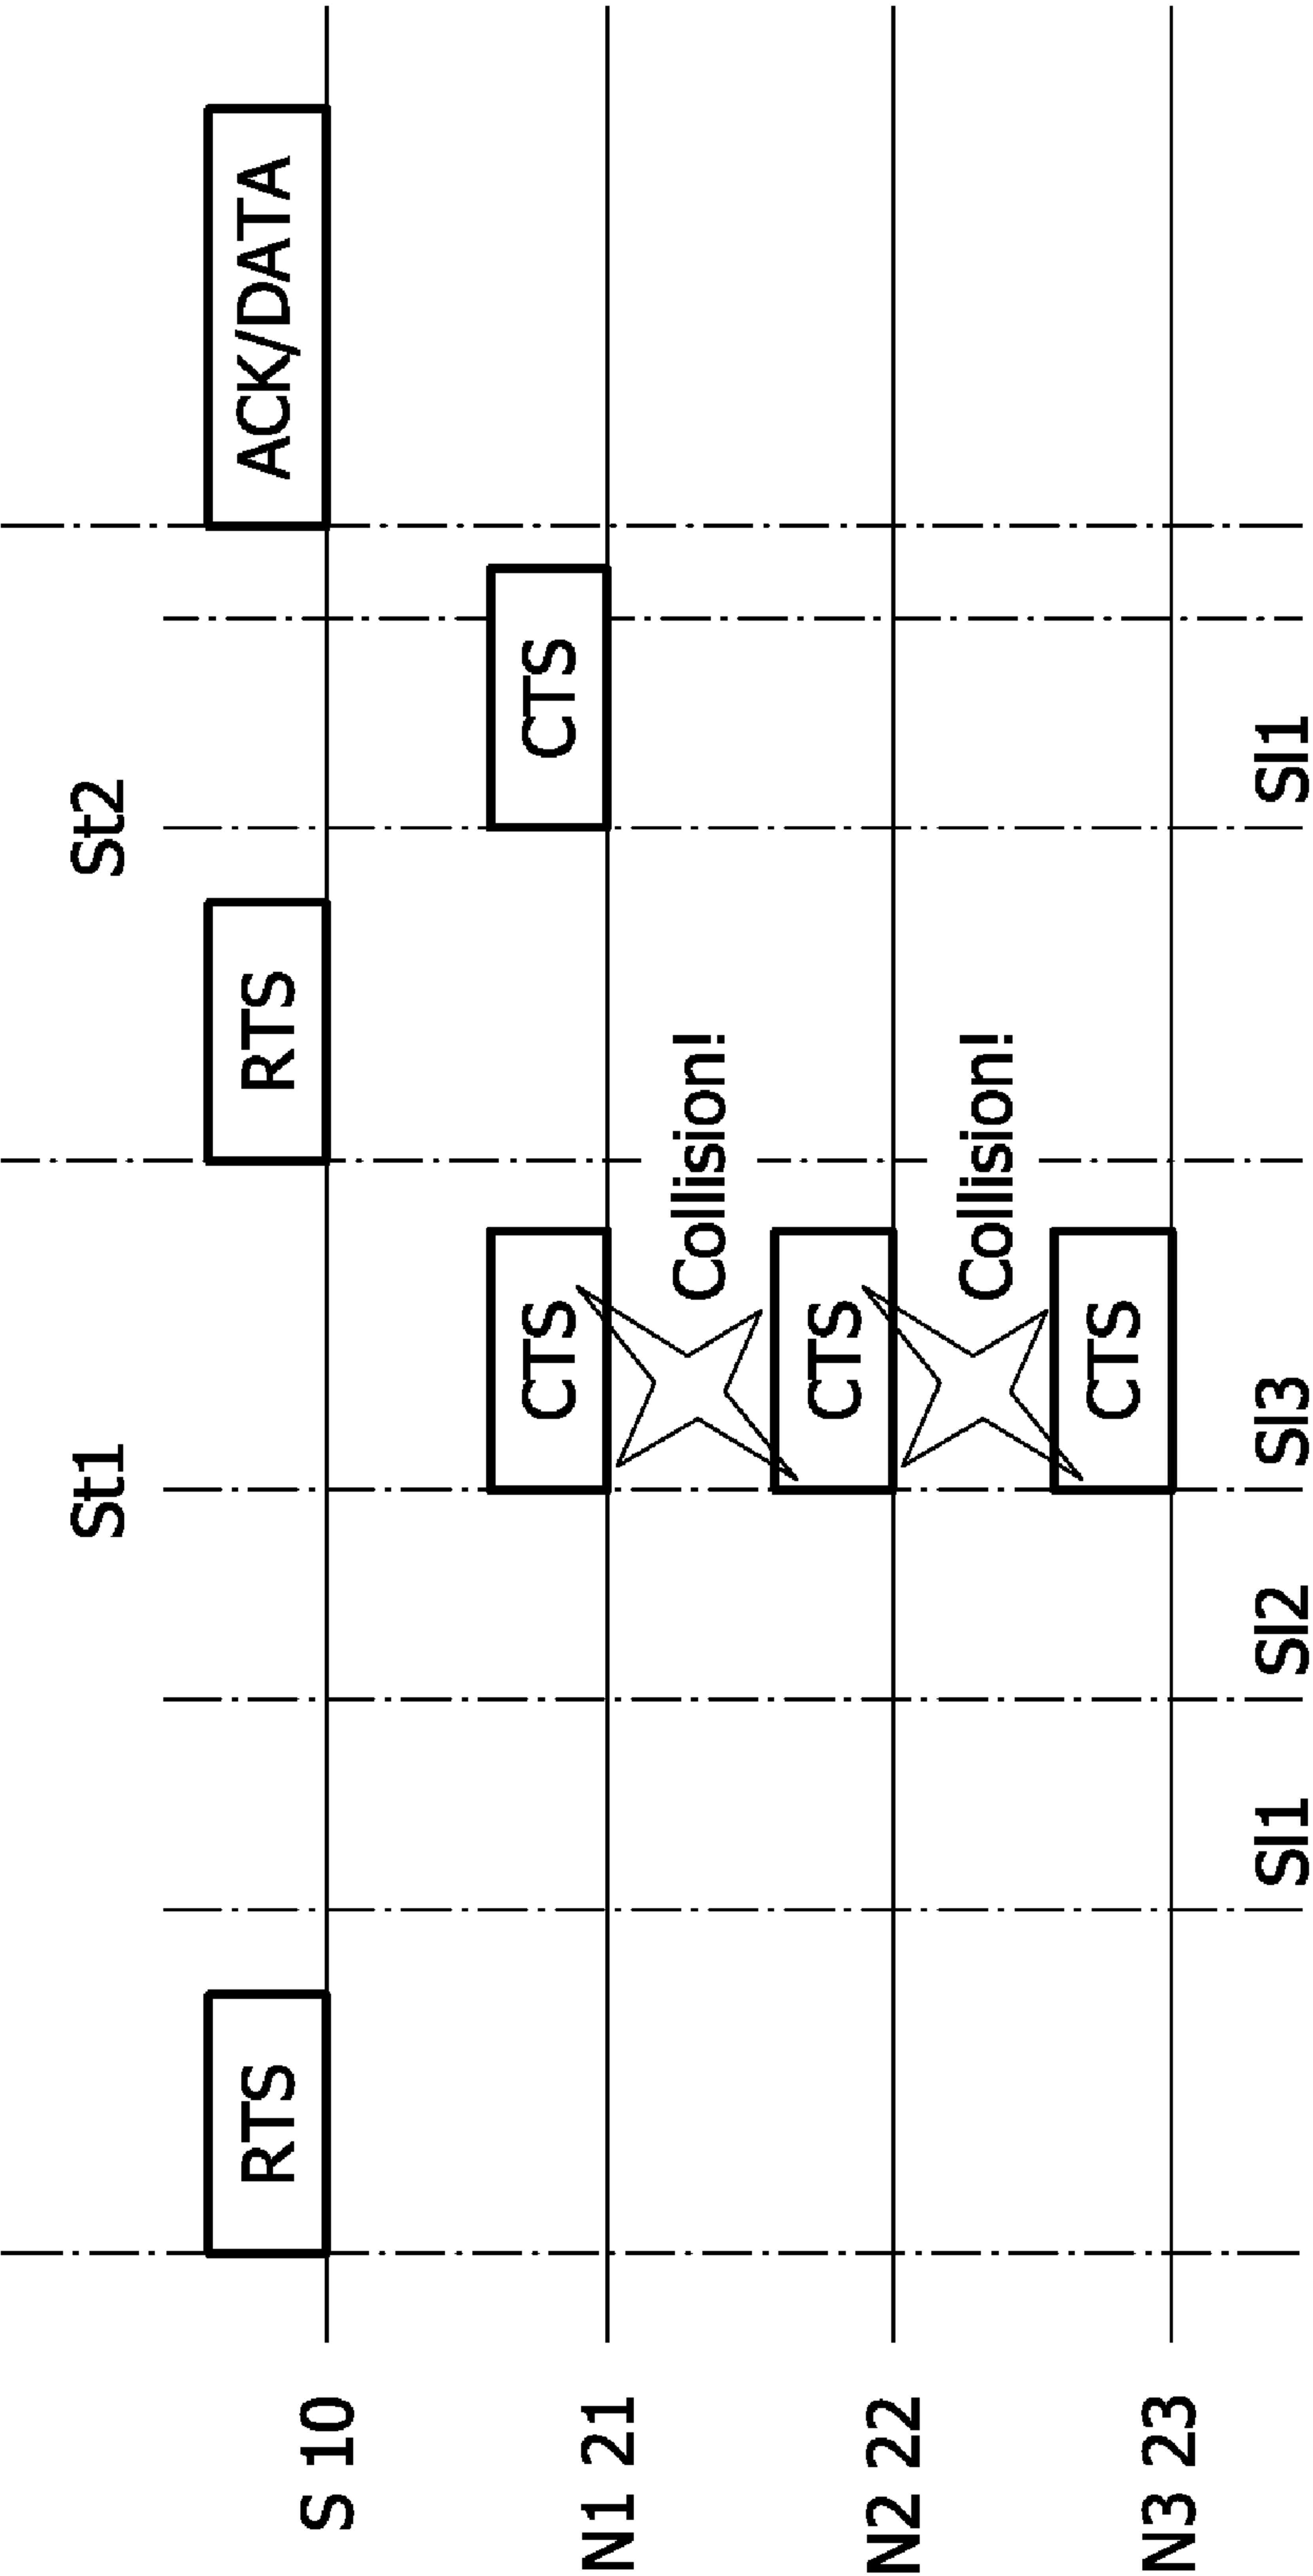 St1
St2
S 10
RTS
RTS
ACK/DATA
N1 21
CTS
CTS
Collision!
N2 22
CTS
Collision!
N3 23
CTS
Sl1
Sl2
Sl3
Sl1